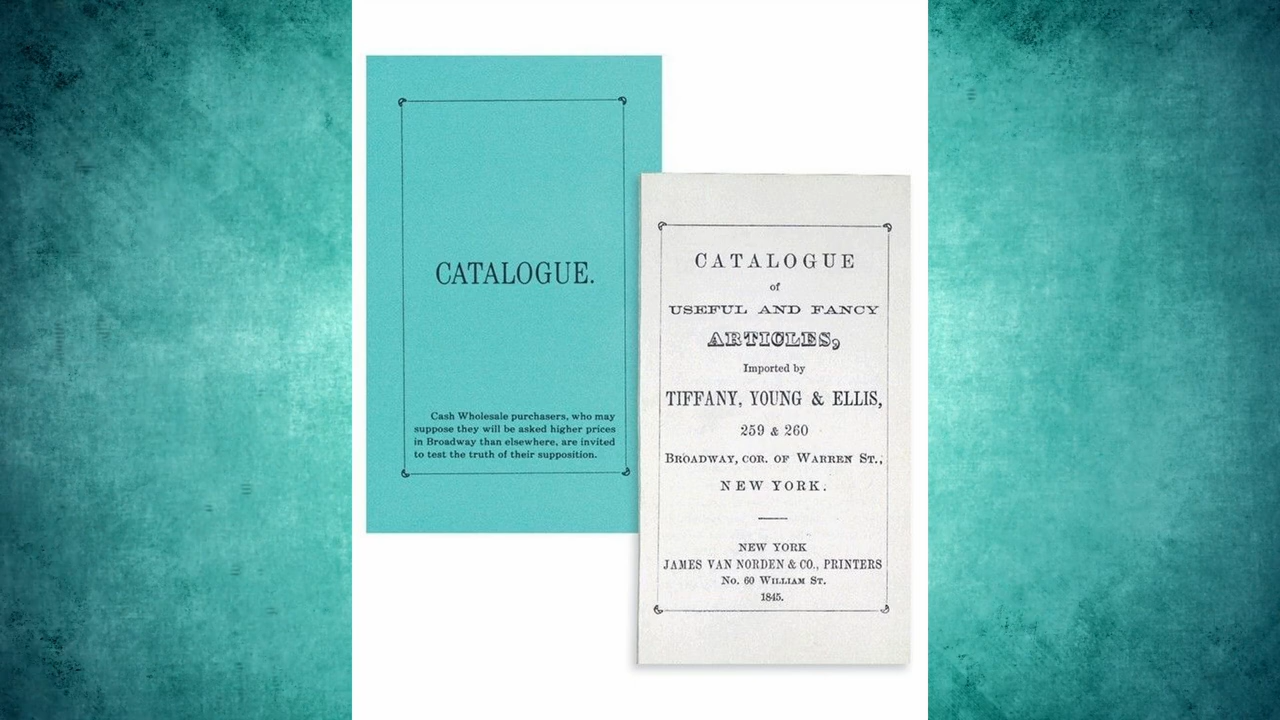 CATALOGUE.
Cash Wholesale purchasers, who may
suppose they will be asked higher prices
in Broadway than elsewhere, are invited
to test the truth of their supposition.
CATALOGUE
of
USEFUL AND FANCY
ARTICLES,
Imported by
TIFFANY, YOUNG & ELLIS,
259 & 260
BROADWAY, COR. OF WARREN ST.,
NEW YORK.
NEW YORK
JAMES VAN NORDEN & CO., PRINTERS
No. 60 WILLIAM ST.
1845.